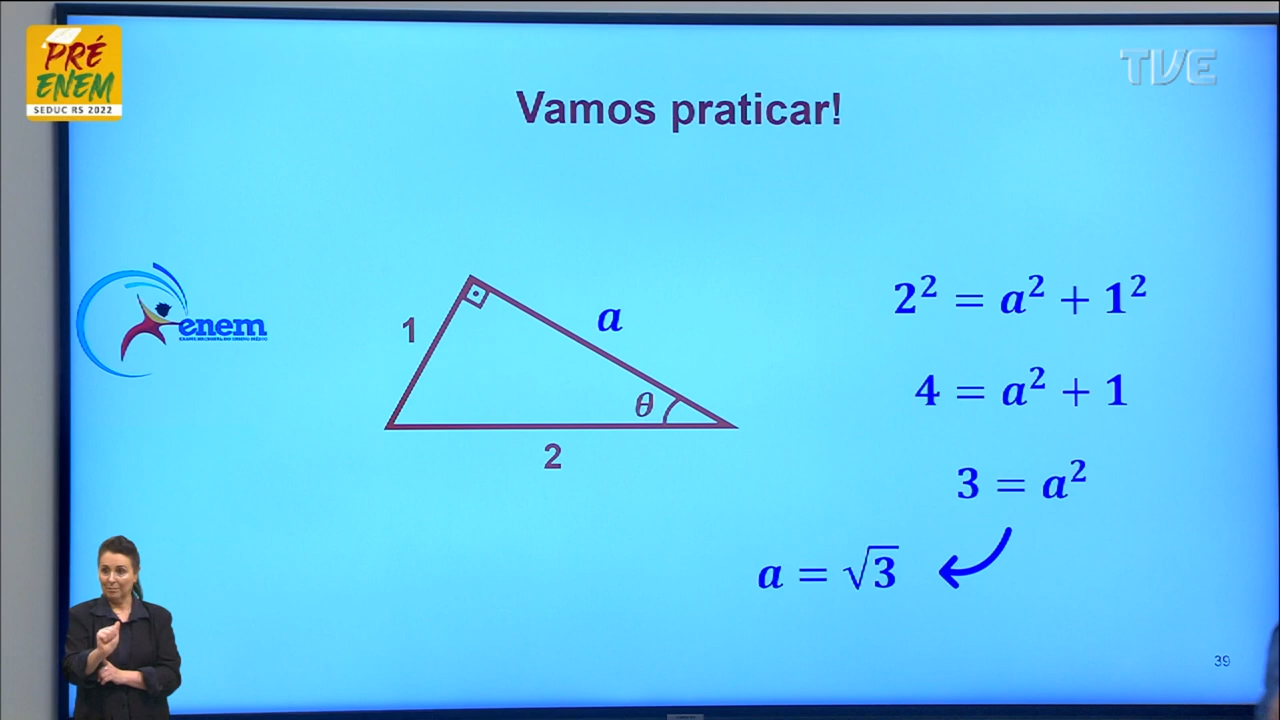 PRÉ
ENEM
SEDUC RS 2022
TVE
Vamos praticar!
enem
1
a
θ
2
2² = a² + 1²
4 = a² + 1
3 = a²
a = √3
39